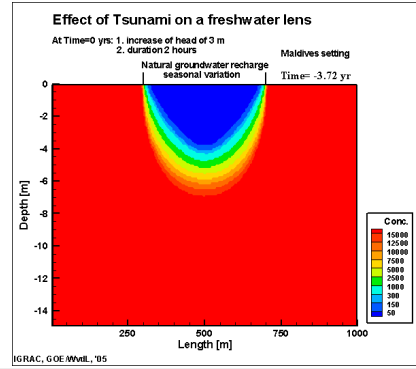 Effect of Tsunami on a freshwater lens
At Time=0 yrs: 1. increase of head of 3 m
2. duration 2 hours
Maldives setting
Natural groundwater recharge
seasonal variation
Time= -3.72 yr
0
-2
-4
-6
-8
-10
-12
-14
Depth [m]
250
500
750
1000
Length [m]
Conc.
15000
12500
10000
7500
5000
2500
1000
300
150
50
IGRAC, GOE/WvdL, '05